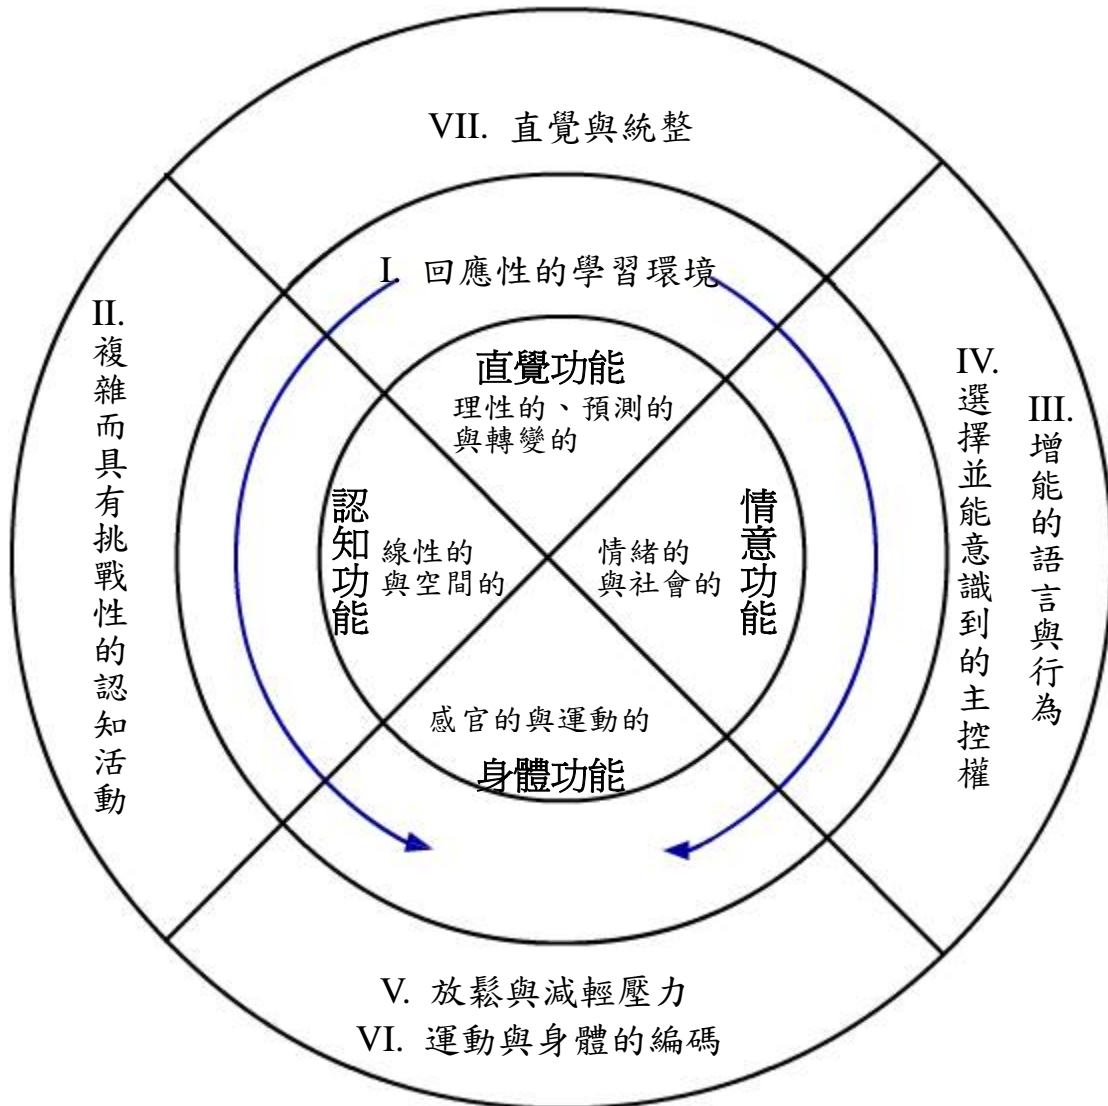 VII. 直覺與統整
I. 回應性的學習環境
II.
複雜而具有挑戰性的認知活動
直覺功能
理性的、預測的
與轉變的
認知功能
線性的
與空間的
情緒的
與社會的
情意功能
IV.
選擇並能意識到的主控權
III.
增能的語言與行為
感官的與運動的
身體功能
V. 放鬆與減輕壓力
VI. 運動與身體的編碼